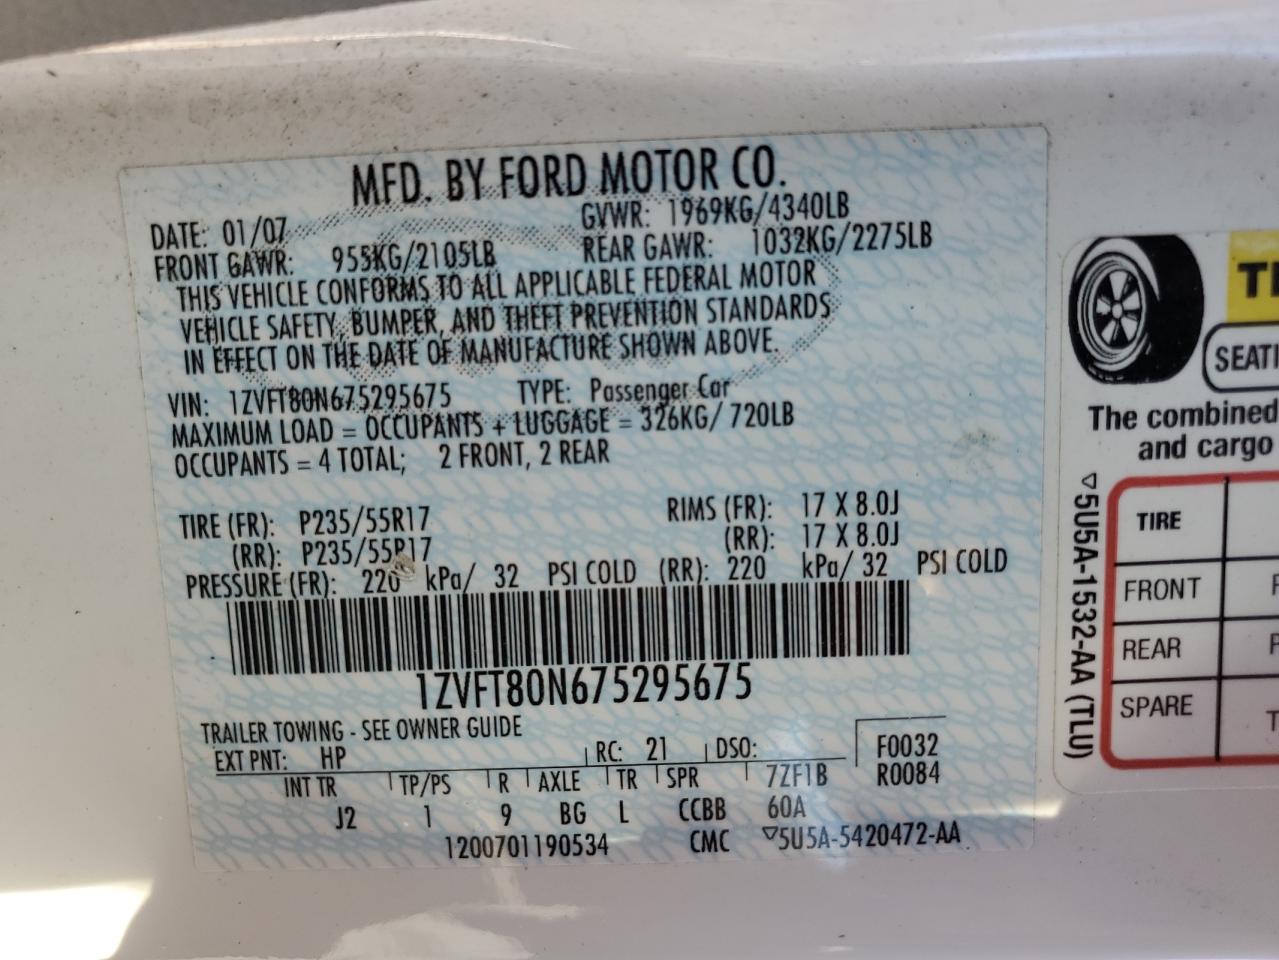 MFD. BY FORD MOTOR CO.
DATE: 01/07 GVWR: 1969KG/4340LB
FRONT GAWR: 955KG/2105LB REAR GAWR: 1032KG/2275LB
THIS VEHICLE CONFORMS TO ALL APPLICABLE FEDERAL MOTOR
VEHICLE SAFETY, BUMPER, AND THEFT PREVENTION STANDARDS
IN EFFECT ON THE DATE OF MANUFACTURE SHOWN ABOVE.
VIN: 1ZVFT80N675295675 TYPE: Passenger Car
MAXIMUM LOAD = OCCUPANTS + LUGGAGE = 326KG/ 720LB
OCCUPANTS = 4 TOTAL; 2 FRONT, 2 REAR
TIRE (FR): P235/55R17 RIMS (FR): 17 X 8.0J
(RR): P235/55R17 (RR): 17 X 8.0J
PRESSURE (FR): 220 kPa/ 32 PSI COLD (RR): 220 kPa/ 32 PSI COLD
1ZVFT80N675295675
TRAILER TOWING - SEE OWNER GUIDE
EXT PNT: HP RC: 21 DSO: F0032
INT TR TP/PS R AXLE TR SPR 7ZF1B R0084
J2 1 9 BG L CCBB 60A
1200701190534 CMC ▽5U5A-5420472-AA
SEATI
The combined
and cargo
TIRE
FRONT
REAR
SPARE
▽5U5A-1532-AA (TLU)